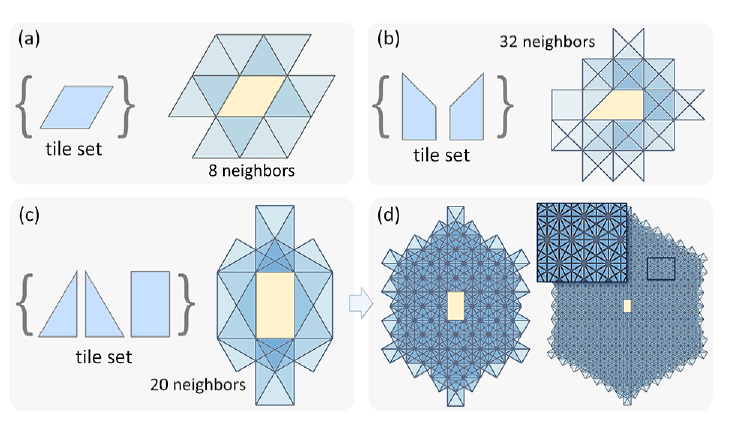 (a)
tile set
8 neighbors
(b)
32 neighbors
tile set
(c)
tile set
20 neighbors
(d)